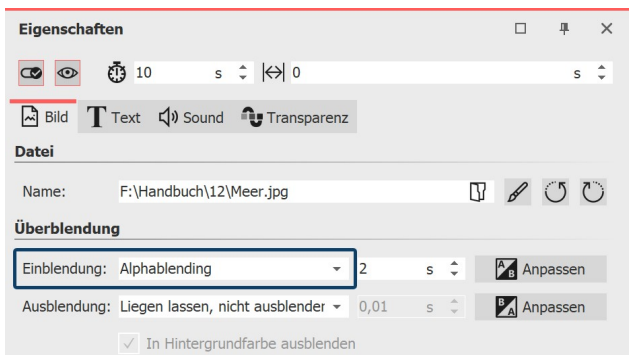 Eigenschaften
10 s 0 s
Bild Text Sound Transparenz
Datei
Name: F:\Handbuch\12\Meer.jpg
Überblendung
Einblendung: Alphablending 2 s A B Anpassen
Ausblendung: Liegen lassen, nicht ausblenden 0,01 s B A Anpassen
In Hintergrundfarbe ausblenden